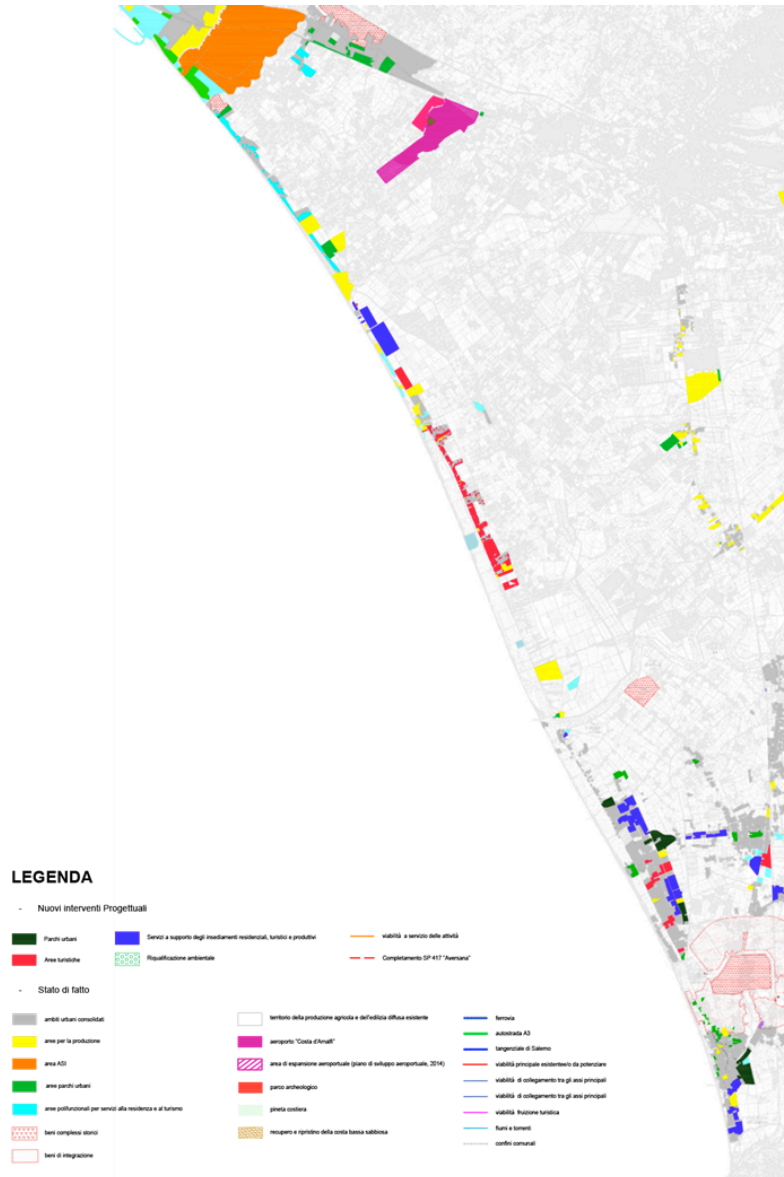 LEGENDA
- Nuovi interventi Progettuali
Parchi urbani
Servizi a supporto degli insediamenti residenziali, turistici e produttivi
viabilità a servizio delle attività
Aree turistiche
Riqualificazione ambientale
Completamento SP 417 "Aversana"
- Stato di fatto
ambiti urbani consolidati
territorio della produzione agricola e dell'edilizia diffusa esistente
ferrovia
aree per la produzione
aeroporto "Costa d'Amalfi"
autostrada A3
tangenziale di Salerno
area ASI
area di espansione aeroportuale (piano di sviluppo aeroportuale, 2014)
viabilità principale esistentee/o da potenziare
aree parchi urbani
parco archeologico
viabilità di collegamento tra gli assi principali
aree polifunzionali per servizi alla residenza e al turismo
pineta costiera
viabilità di collegamento tra gli assi principali
viabilità fruizione turistica
beni complessi storici
recupero e ripristino della costa bassa sabbiosa
fiumi e torrenti
beni di integrazione
confini comunali